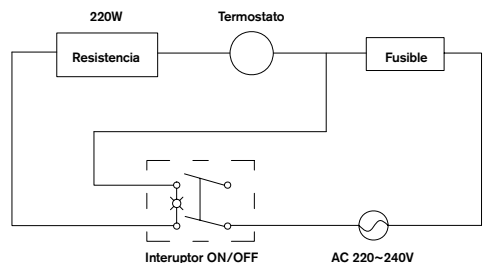 220W
Termostato
Resistencia
Fusible
Interuptor ON/OFF
AC 220~240V